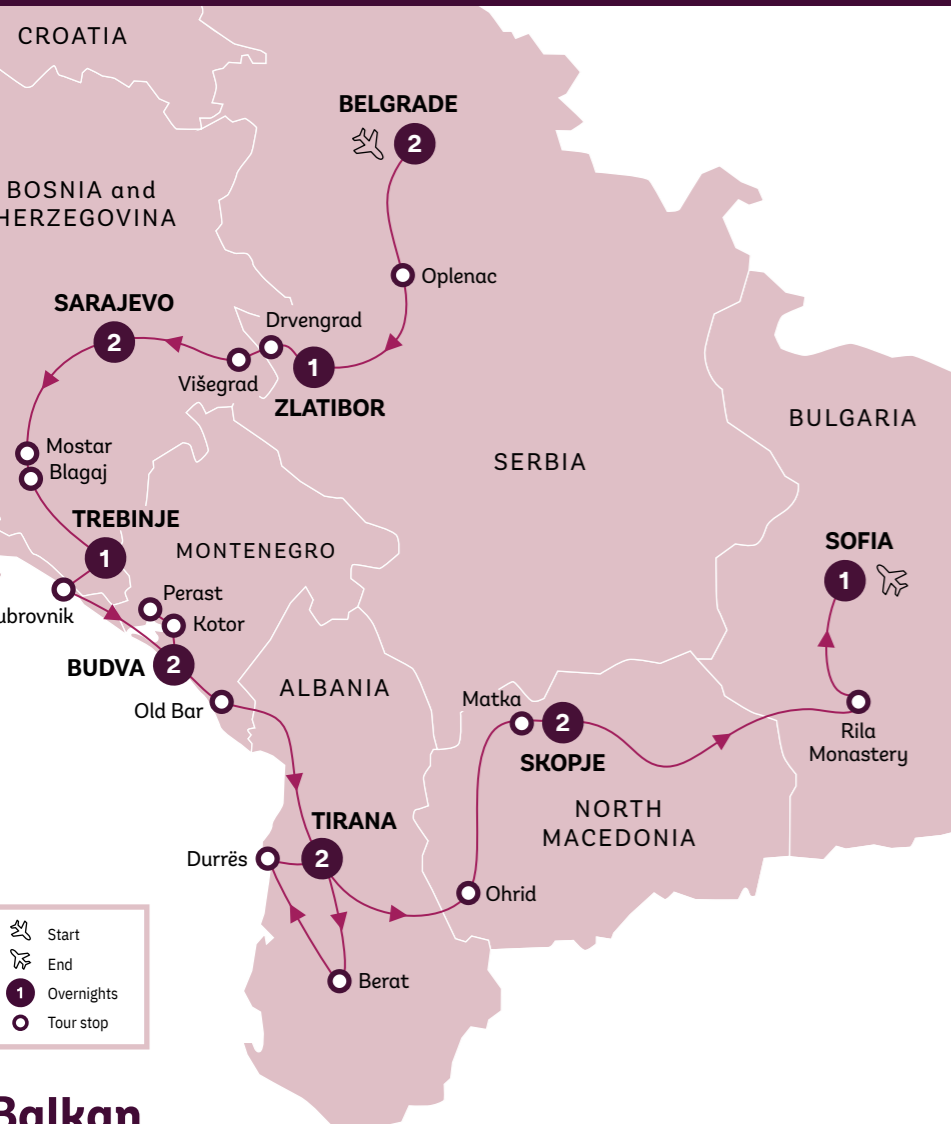 CROATIA
BELGRADE
2
BOSNIA and
HERZEGOVINA
Oplenac
SARAJEVO
2
Drvengrad
1
Višegrad
ZLATIBOR
BULGARIA
Mostar
Blagaj
SERBIA
TREBINJE
1
MONTENEGRO
SOFIA
1
Perast
ubrovnik
Kotor
BUDVA
2
ALBANIA
Old Bar
Matka
2
SKOPJE
Rila
Monastery
NORTH
MACEDONIA
TIRANA
2
Durrës
Ohrid
Berat
Start
End
1
Overnights
Tour stop
Balkan